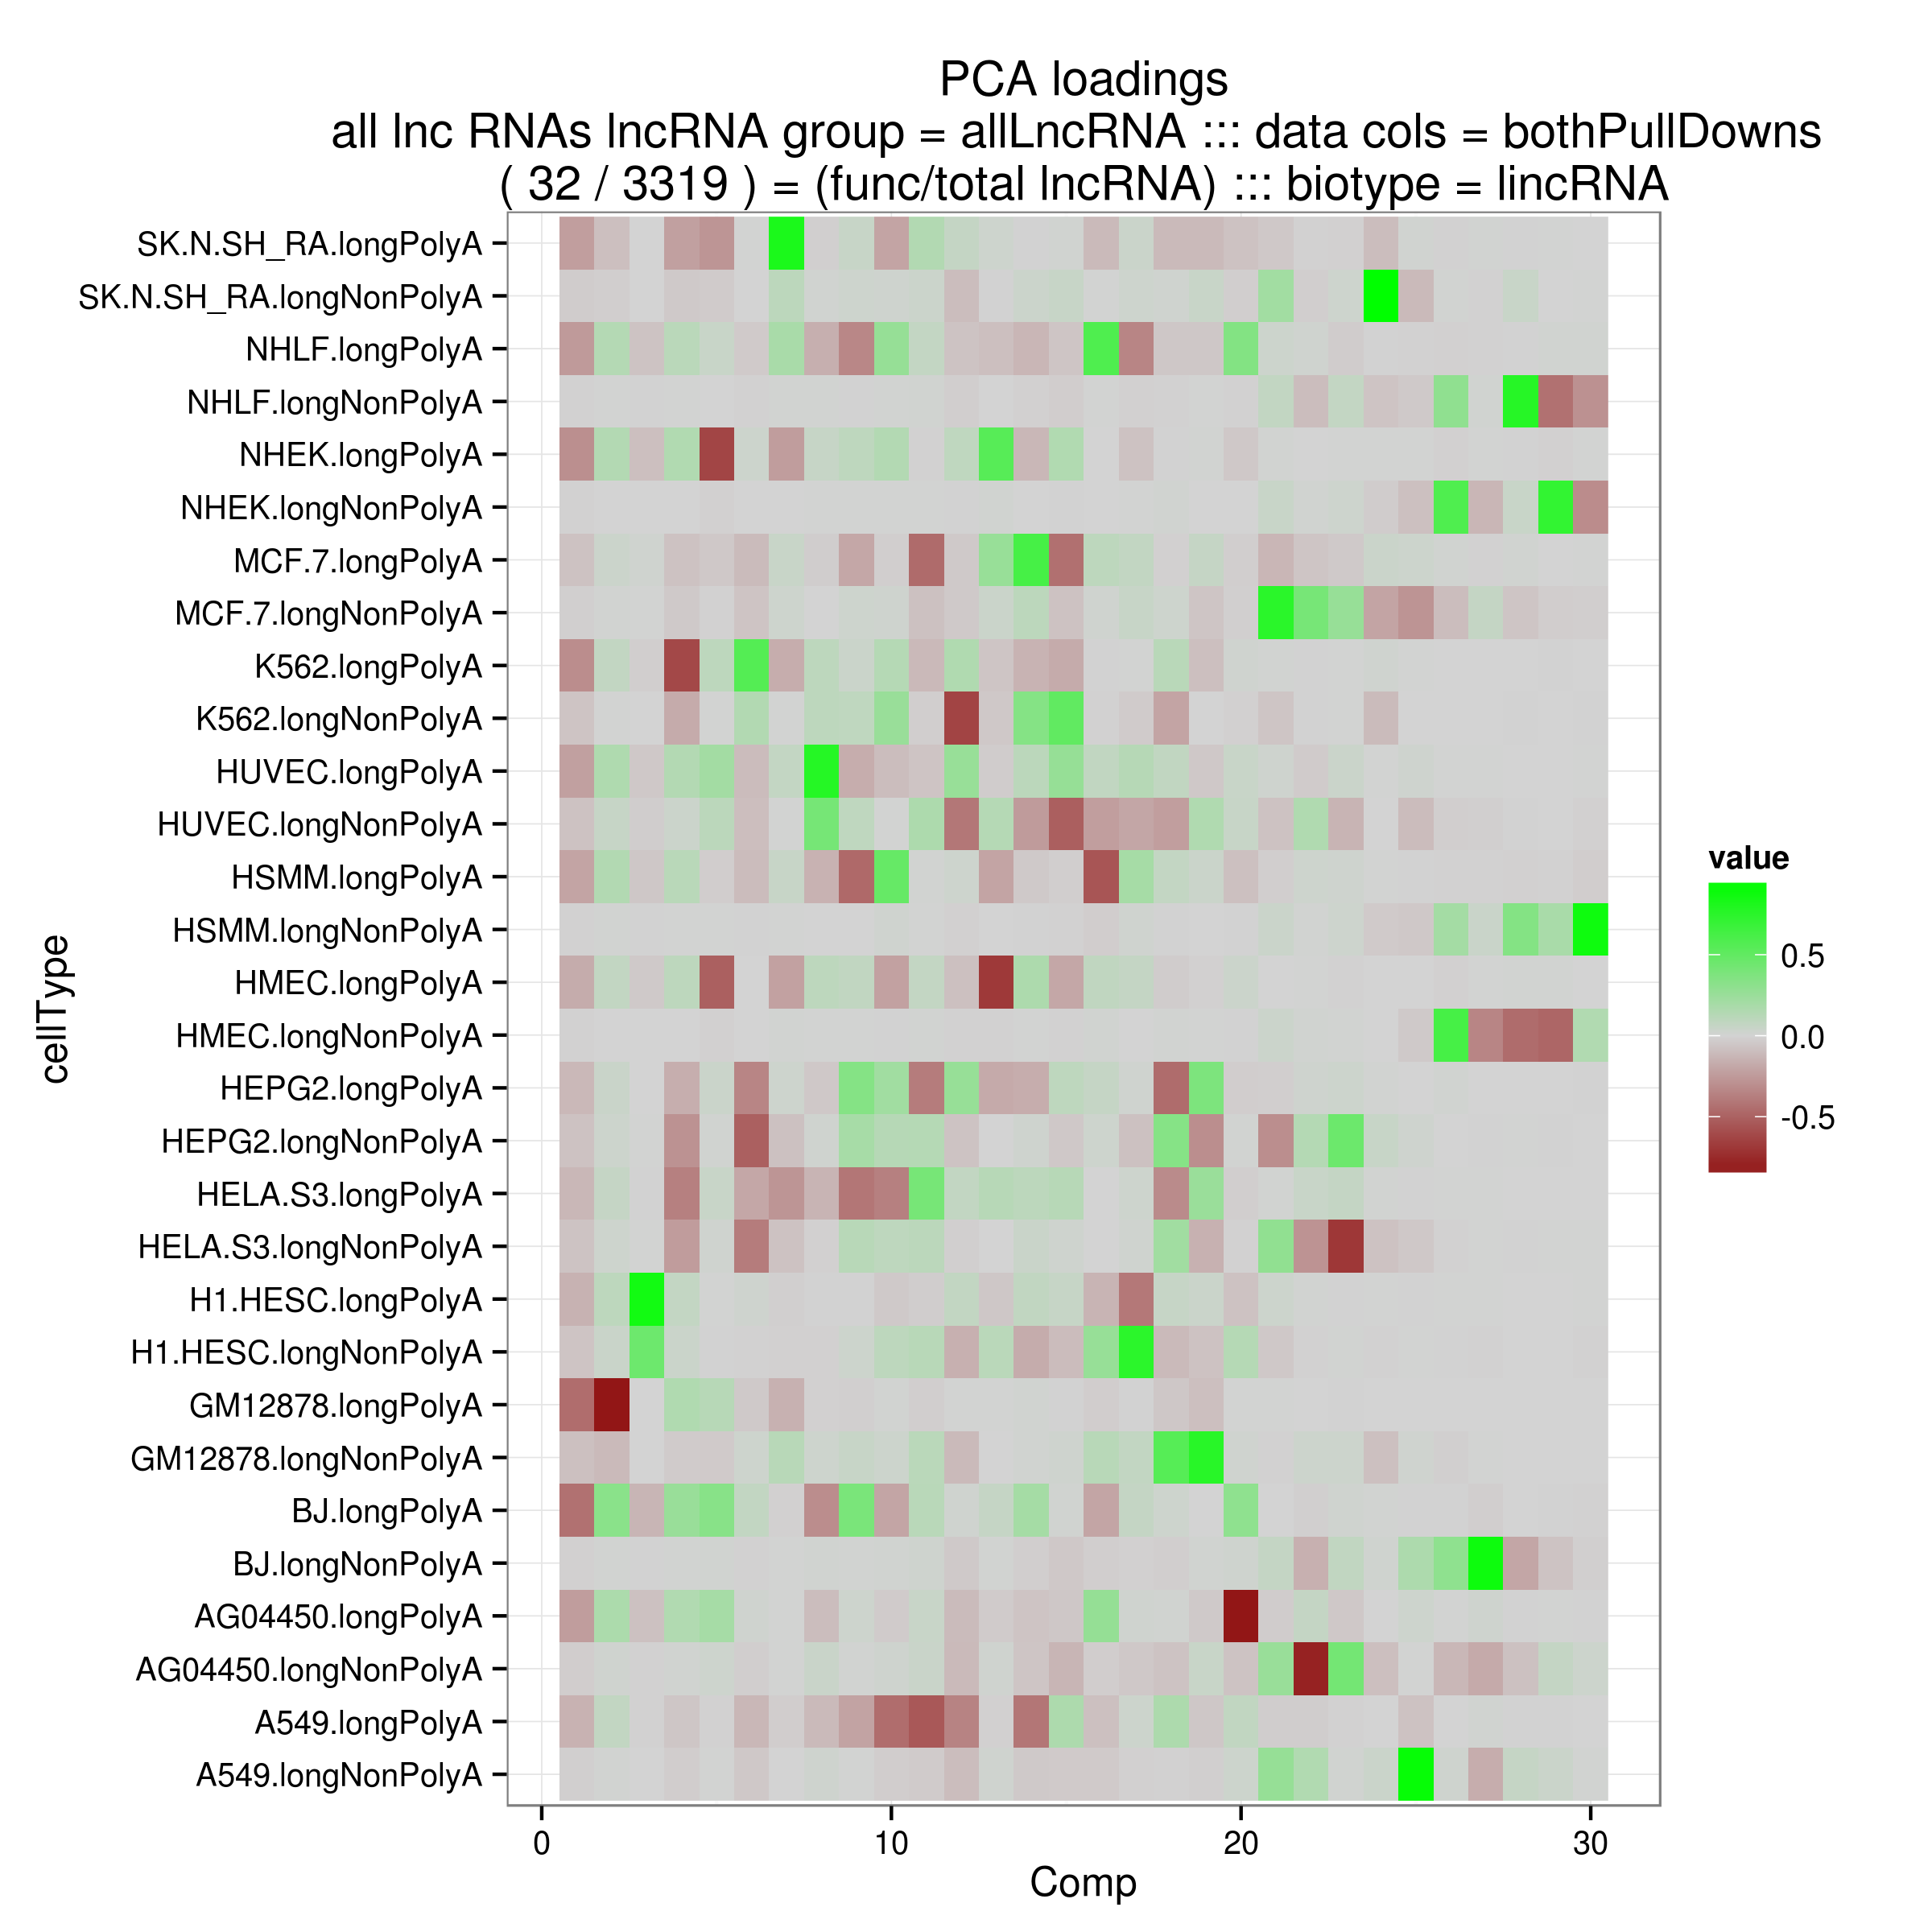 PCA loadings
all lnc RNAs lncRNA group = allLncRNA ::: data cols = bothPullDowns
( 32 / 3319 ) = (func/total lncRNA) ::: biotype = lincRNA
SK.N.SH_RA.longPolyA
SK.N.SH_RA.longNonPolyA
NHLF.longPolyA
NHLF.longNonPolyA
NHEK.longPolyA
NHEK.longNonPolyA
MCF.7.longPolyA
MCF.7.longNonPolyA
K562.longPolyA
K562.longNonPolyA
HUVEC.longPolyA
HUVEC.longNonPolyA
HSMM.longPolyA
HSMM.longNonPolyA
HMEC.longPolyA
HMEC.longNonPolyA
HEPG2.longPolyA
HEPG2.longNonPolyA
HELA.S3.longPolyA
HELA.S3.longNonPolyA
H1.HESC.longPolyA
H1.HESC.longNonPolyA
GM12878.longPolyA
GM12878.longNonPolyA
BJ.longPolyA
BJ.longNonPolyA
AG04450.longPolyA
AG04450.longNonPolyA
A549.longPolyA
A549.longNonPolyA
cellType
0 10 20 30
Comp
value
0.5
0.0
-0.5